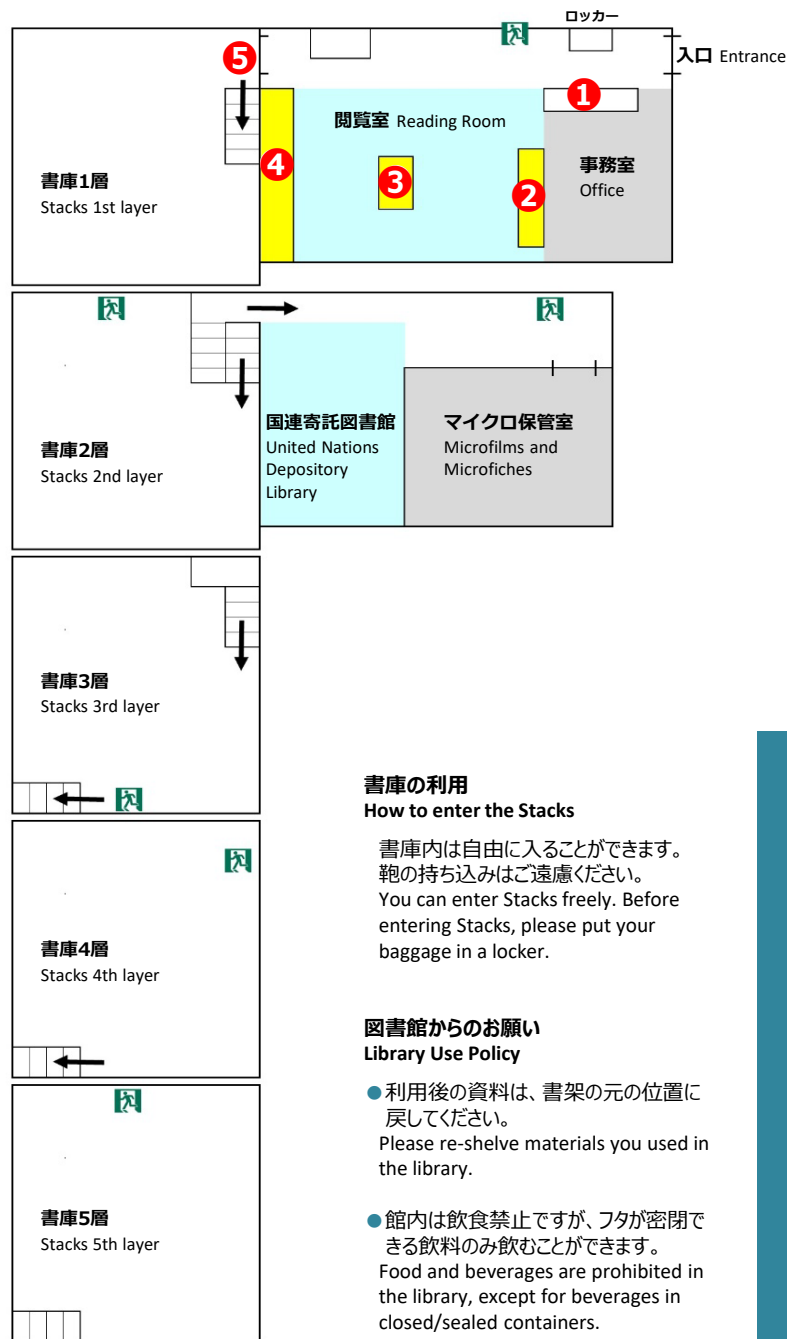 ロッカー
入口 Entrance
❺
❶
閲覧室 Reading Room
❹
❸
❷
事務室
Office
書庫1層
Stacks 1st layer
国連寄託図書館
United Nations
Depository
Library
マイクロ保管室
Microfilms and
Microfiches
書庫2層
Stacks 2nd layer
書庫3層
Stacks 3rd layer
書庫4層
Stacks 4th layer
書庫5層
Stacks 5th layer
書庫の利用
How to enter the Stacks
書庫内は自由に入ることができます。
鞄の持ち込みはご遠慮ください。
You can enter Stacks freely. Before
entering Stacks, please put your
baggage in a locker.
図書館からのお願い
Library Use Policy
●利用後の資料は、書架の元の位置に
戻してください。
Please re-shelve materials you used in
the library.
●館内は飲食禁止ですが、フタが密閉で
きる飲料のみ飲むことができます。
Food and beverages are prohibited in
the library, except for beverages in
closed/sealed containers.